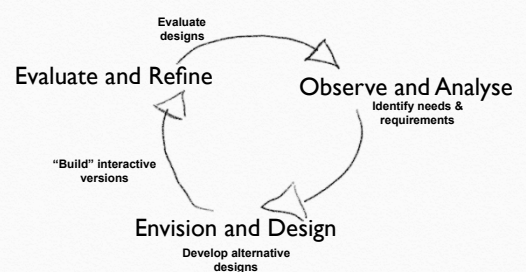 Evaluate
designs
Evaluate and Refine
Observe and Analyse
Identify needs &
requirements
“Build” interactive
versions
Envision and Design
Develop alternative
designs